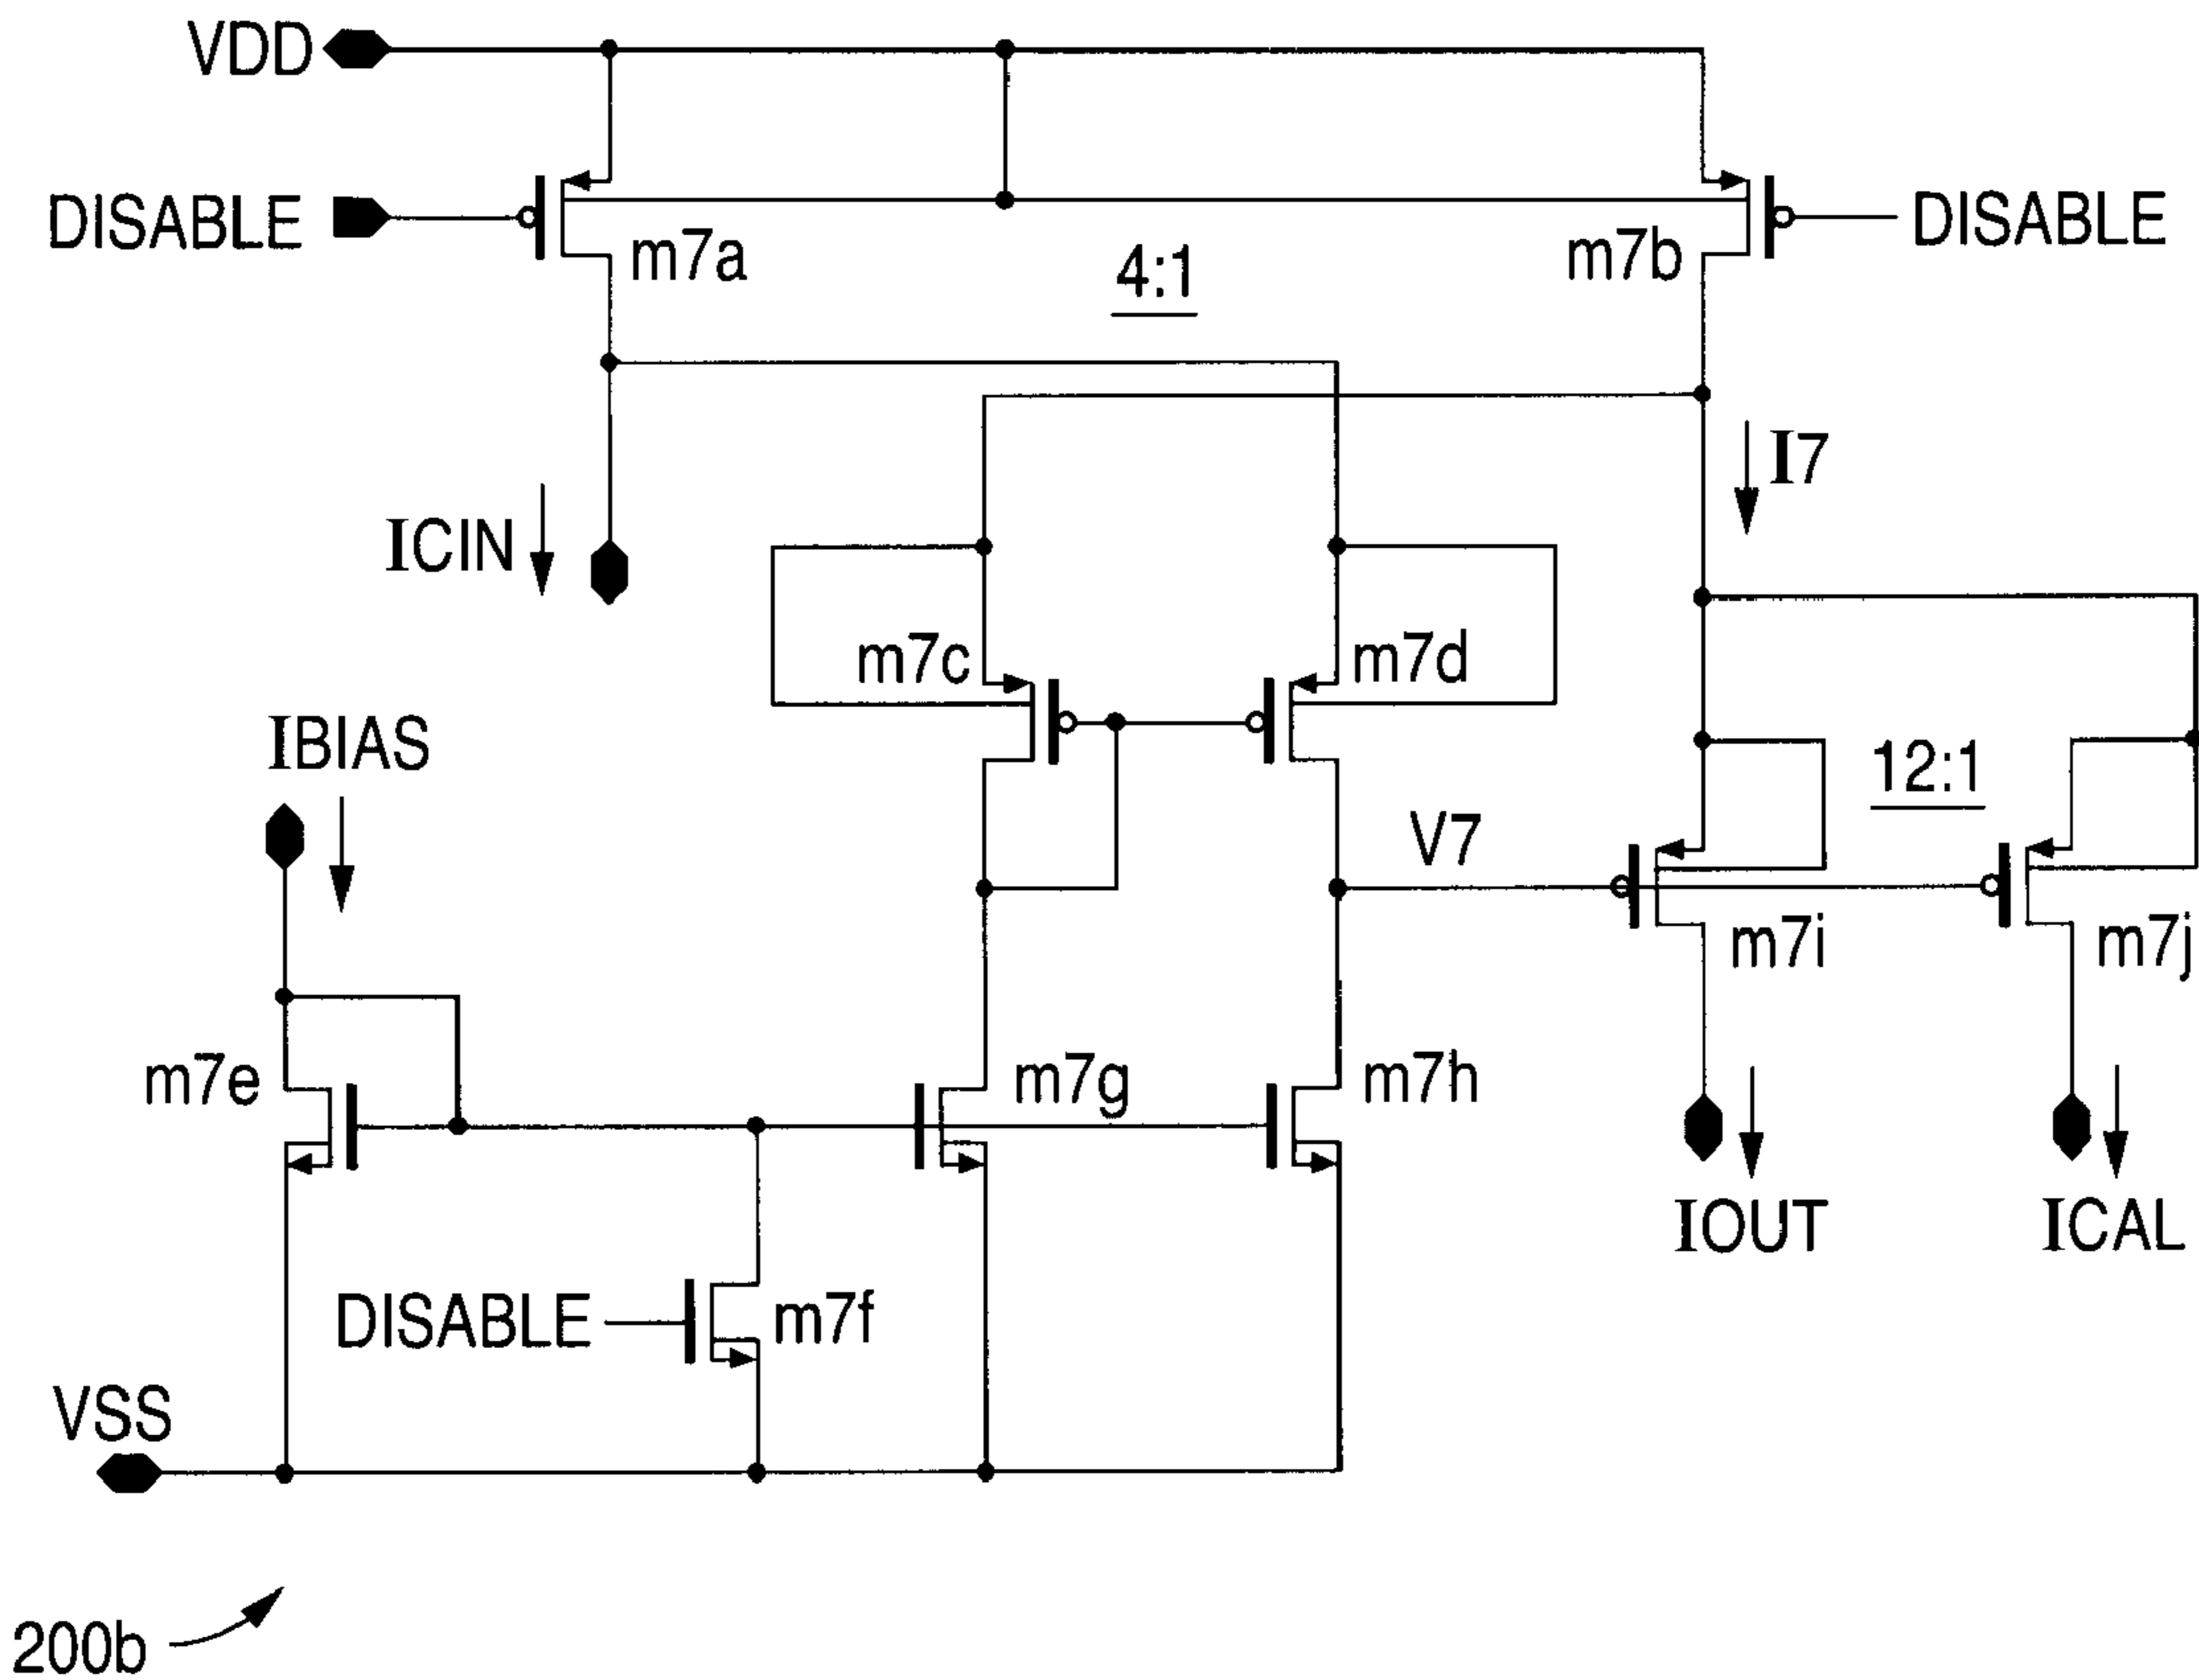 VDD
DISABLE
m7a
4:1
m7b
DISABLE
I7
ICIN
m7c
m7d
IBIAS
12:1
V7
m7i
m7j
m7e
m7g
m7h
IOUT
ICAL
DISABLE
m7f
VSS
200b